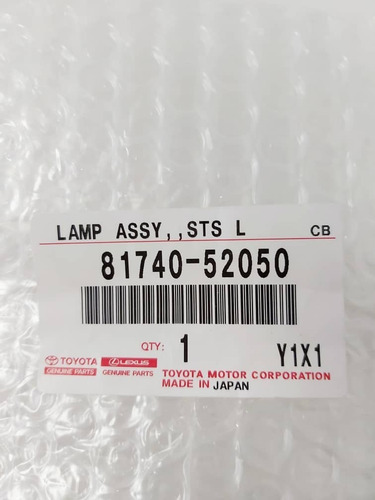 LAMP ASSY,,STS L CB
81740-52050
QTY: 1 Y1X1
TOYOTA LEXUS
GENUINE PARTS GENUINE PARTS
TOYOTA MOTOR CORPORATION
MADE IN JAPAN